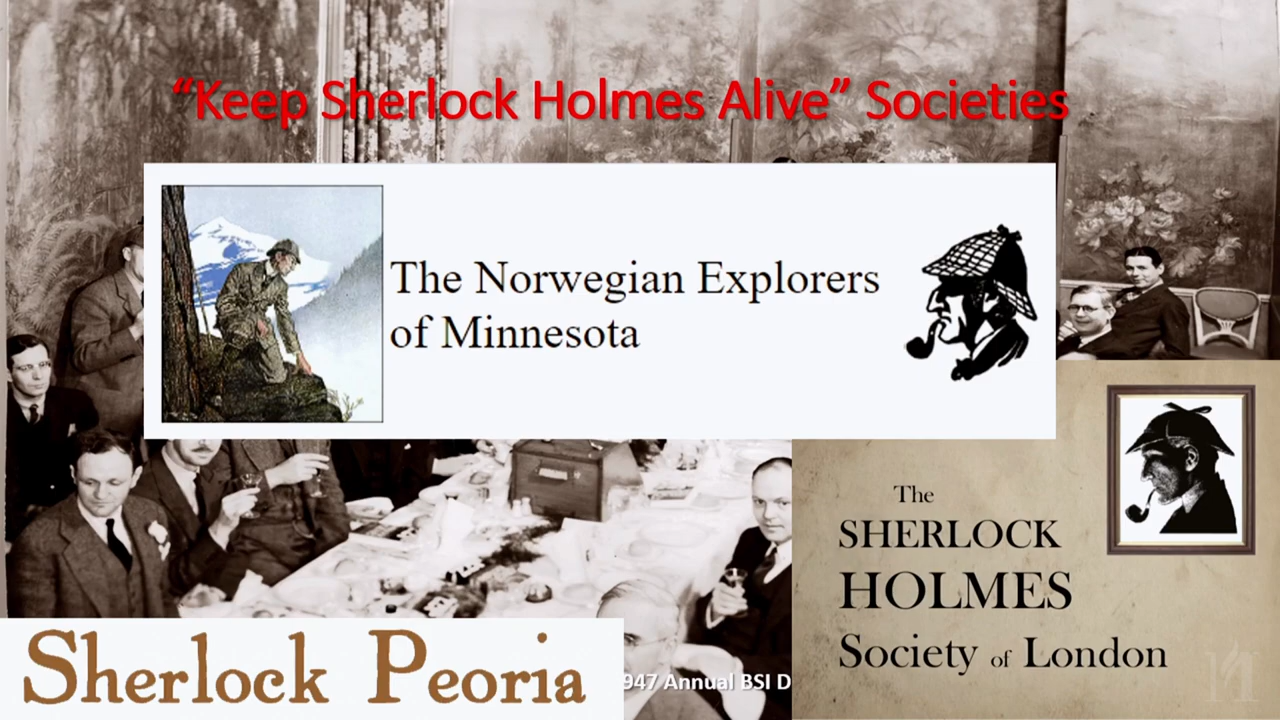 “Keep Sherlock Holmes Alive” Societies
The Norwegian Explorers
of Minnesota
The
SHERLOCK
HOLMES
Society of London
Sherlock Peoria
947 Annual BSI D